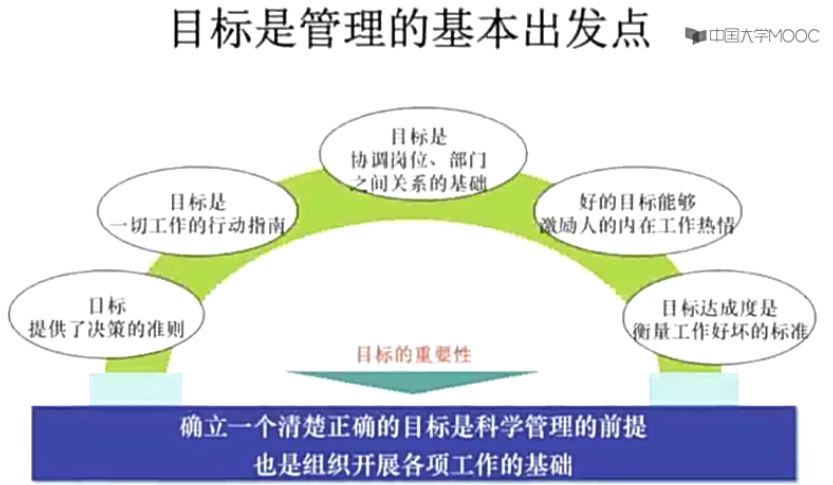 目标是管理的基本出发点
中国大学MOOC
目标是
协调岗位、部门
之间关系的基础
目标是
一切工作的行动指南
好的目标能够
激励人的内在工作热情
目标
提供了决策的准则
目标达成度是
衡量工作好坏的标准
目标的重要性
确立一个清楚正确的目标是科学管理的前提
也是组织开展各项工作的基础